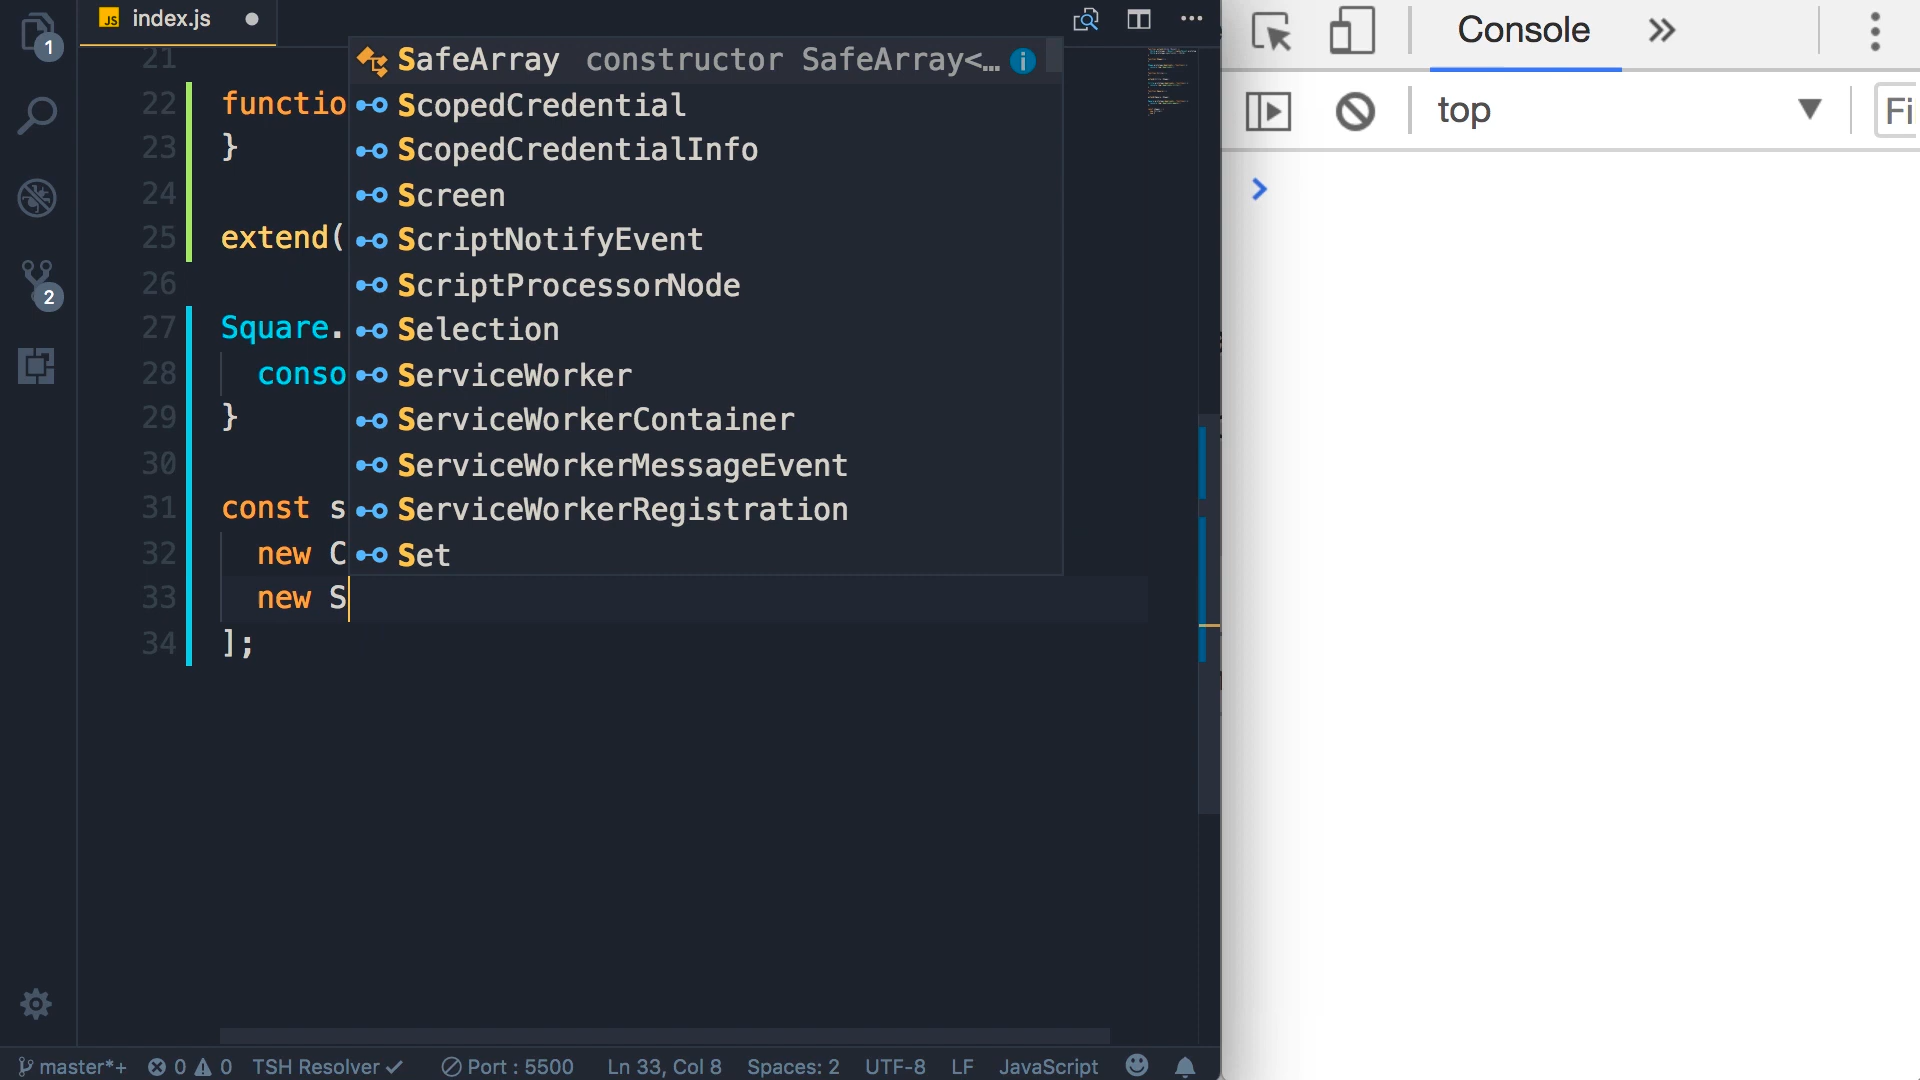 1
JS index.js
21
22 functio
23 }
24
25 extend(
26
27 Square.
28 conso
29 }
30
31 const s
32 new C
33 new S
34 ];
SafeArray constructor SafeArray<…
ScopedCredential
ScopedCredentialInfo
Screen
ScriptNotifyEvent
ScriptProcessorNode
Selection
ServiceWorker
ServiceWorkerContainer
ServiceWorkerMessageEvent
ServiceWorkerRegistration
Set
2
master*+ 0 0 TSH Resolver Port : 5500 Ln 33, Col 8 Spaces: 2 UTF-8 LF JavaScript
Console
top
Fi